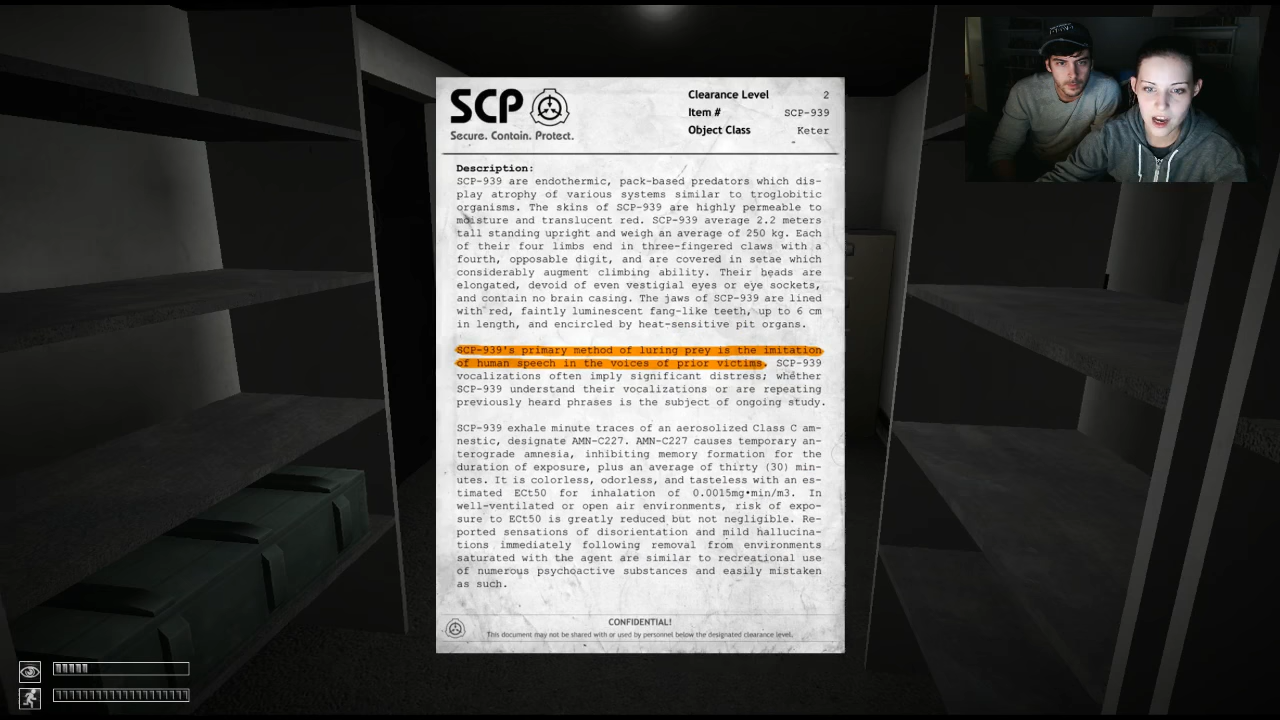 SCP
Secure. Contain. Protect.
Clearance Level 2
Item # SCP-939
Object Class Keter
Description:
SCP-939 are endothermic, pack-based predators which dis-
play atrophy of various systems similar to troglobitic
organisms. The skins of SCP-939 are highly permeable to
moisture and translucent red. SCP-939 average 2.2 meters
tall standing upright and weigh an average of 250 kg. Each
of their four limbs end in three-fingered claws with a
fourth, opposable digit, and are covered in setae which
considerably augment climbing ability. Their heads are
elongated, devoid of even vestigial eyes or eye sockets,
and contain no brain casing. The jaws of SCP-939 are lined
with red, faintly luminescent fang-like teeth, up to 6 cm
in length, and encircled by heat-sensitive pit organs.
SCP-939's primary method of luring prey is the imitation
of human speech in the voices of prior victims. SCP-939
vocalizations often imply significant distress; whether
SCP-939 understand their vocalizations or are repeating
previously heard phrases is the subject of ongoing study.
SCP-939 exhale minute traces of an aerosolized Class C am-
nestic, designate AMN-C227. AMN-C227 causes temporary an-
terograde amnesia, inhibiting memory formation for the
duration of exposure, plus an average of thirty (30) min-
utes. It is colorless, odorless, and tasteless with an es-
timated ECt50 for inhalation of 0.0015mg•min/m3. In
well-ventilated or open air environments, risk of expo-
sure to ECt50 is greatly reduced but not negligible. Re-
ported sensations of disorientation and mild hallucina-
tions immediately following removal from environments
saturated with the agent are similar to recreational use
of numerous psychoactive substances and easily mistaken
as such.
CONFIDENTIAL!
This document may not be shared with or used by personnel below the designated clearance level.